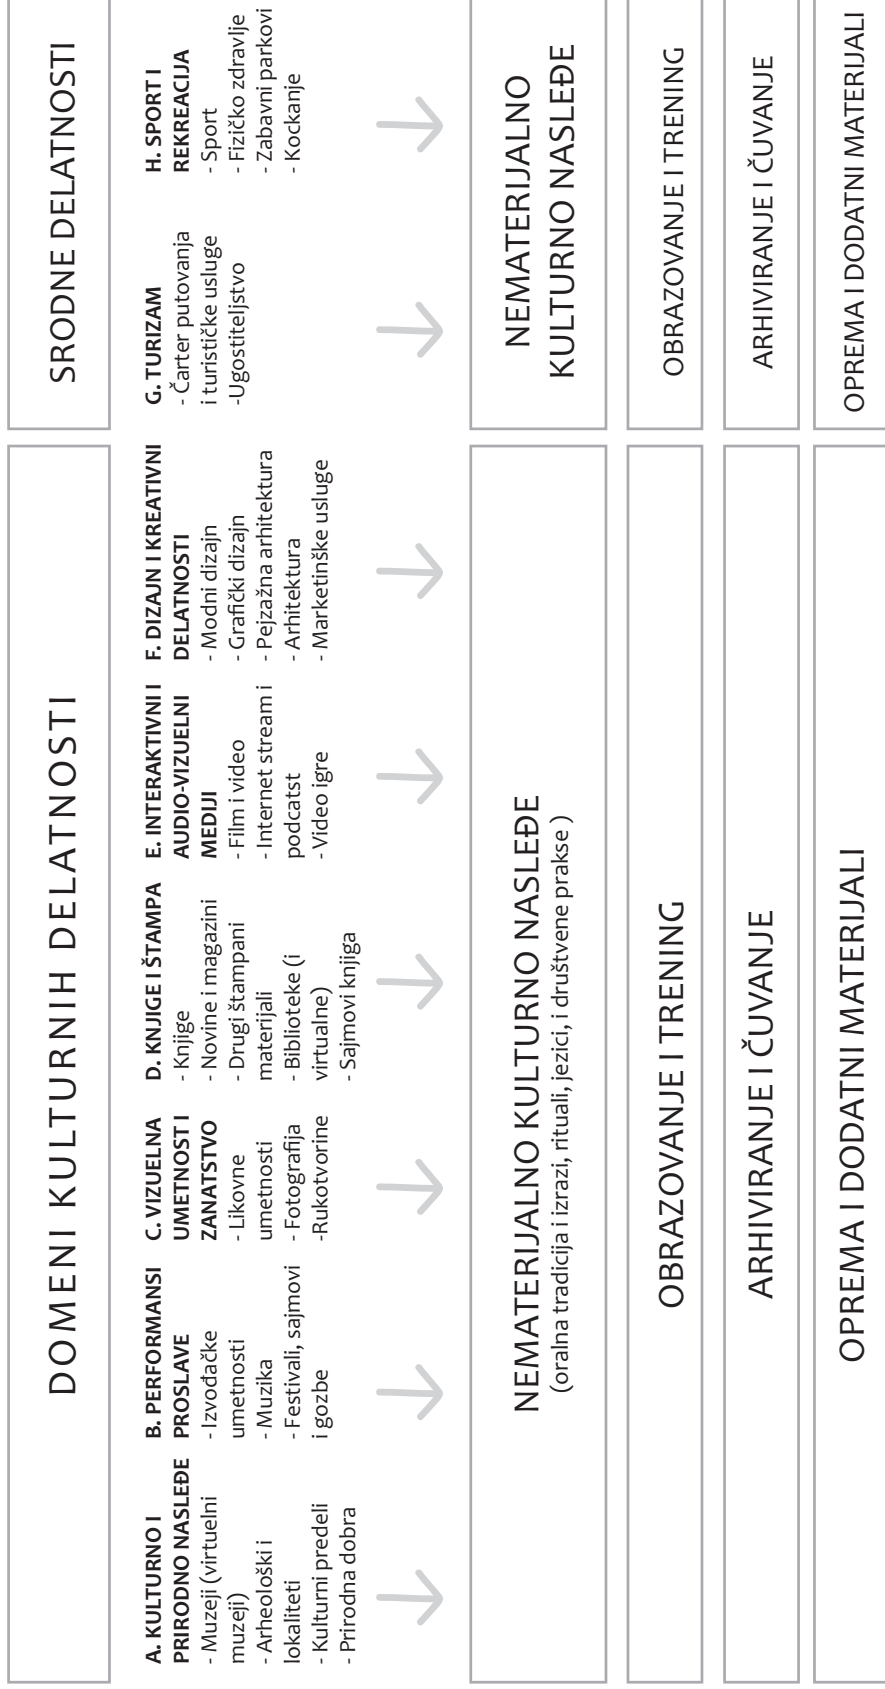 DOMENI KULTURNIH DELATNOSTI
SRODNE DELATNOSTI
A. KULTURNO I
PRIRODNO NASLEĐE
- Muzeji (virtuelni
muzeji)
- Arheološki i
lokaliteti
- Kulturni predeli
- Prirodna dobra
B. PERFORMANSI
PROSLAVE
- Izvođačke
umetnosti
- Muzika
- Festivali, sajmovi
i gozbe
C. VIZUELNA
UMETNOST I
ZANATSTVO
- Likovne
umetnosti
- Fotografija
-Rukotvorine
D. KNJIGE I ŠTAMPA
- Knjige
- Novine i magazini
- Drugi štampani
materijali
- Biblioteke (i
virtualne)
- Sajmovi knjiga
E. INTERAKTIVNI I
AUDIO-VIZUELNI
MEDIJI
- Film i video
- Internet stream i
podcatst
- Video igre
F. DIZAJN I KREATIVNI
DELATNOSTI
- Modni dizajn
- Grafički dizajn
- Pejzažna arhitektura
- Arhitektura
- Marketinške usluge
G. TURIZAM
- Čarter putovanja
i turističke usluge
-Ugostiteljstvo
H. SPORT I
REKREACIJA
- Sport
- Fizičko zdravlje
- Zabavni parkovi
- Kockanje
NEMATERIJALNO KULTURNO NASLEĐE
(oralna tradicija i izrazi, rituali, jezici, i društvene prakse )
NEMATERIJALNO
KULTURNO NASLEĐE
OBRAZOVANJE I TRENING
OBRAZOVANJE I TRENING
ARHIVIRANJE I ČUVANJE
ARHIVIRANJE I ČUVANJE
OPREMA I DODATNI MATERIJALI
OPREMA I DODATNI MATERIJALI